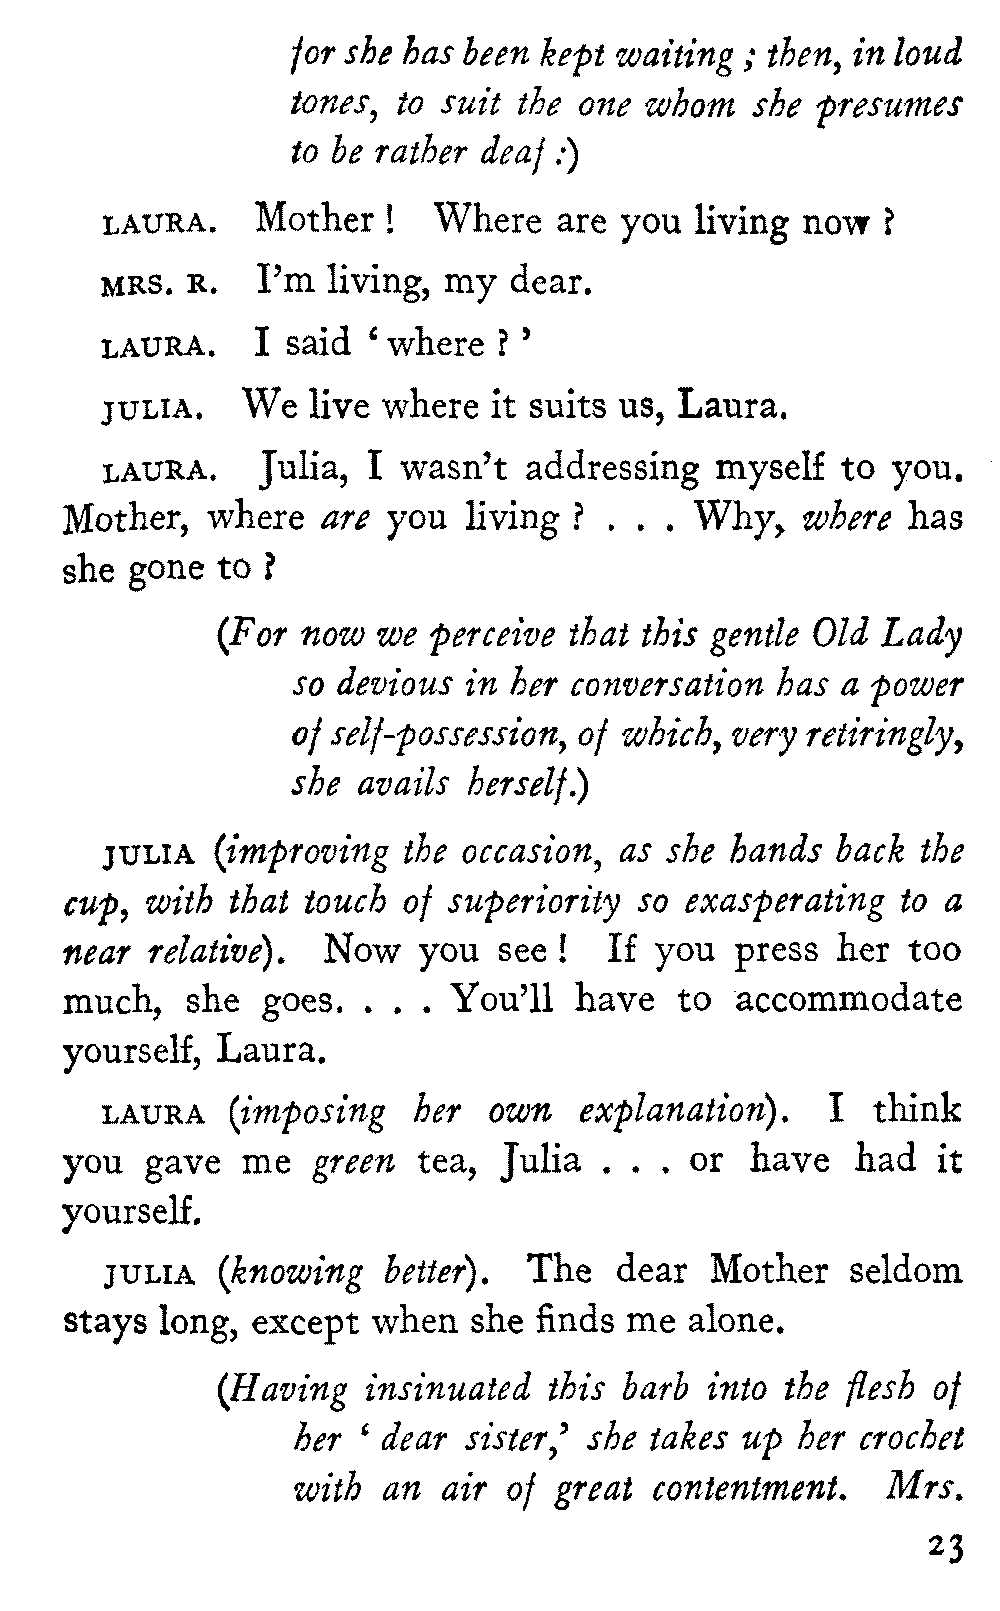 for she has been kept waiting ; then, in loud
tones, to suit the one whom she presumes
to be rather deaf :)
LAURA. Mother ! Where are you living now ?
MRS. R. I'm living, my dear.
LAURA. I said ‘ where ? ’
JULIA. We live where it suits us, Laura.
LAURA. Julia, I wasn't addressing myself to you.
Mother, where are you living ? . . . Why, where has
she gone to ?
(For now we perceive that this gentle Old Lady
so devious in her conversation has a power
of self-possession, of which, very retiringly,
she avails herself.)
JULIA (improving the occasion, as she hands back the
cup, with that touch of superiority so exasperating to a
near relative). Now you see ! If you press her too
much, she goes. . . . You'll have to accommodate
yourself, Laura.
LAURA (imposing her own explanation). I think
you gave me green tea, Julia . . . or have had it
yourself.
JULIA (knowing better). The dear Mother seldom
stays long, except when she finds me alone.
(Having insinuated this barb into the flesh of
her ‘ dear sister,’ she takes up her crochet
with an air of great contentment. Mrs.
23